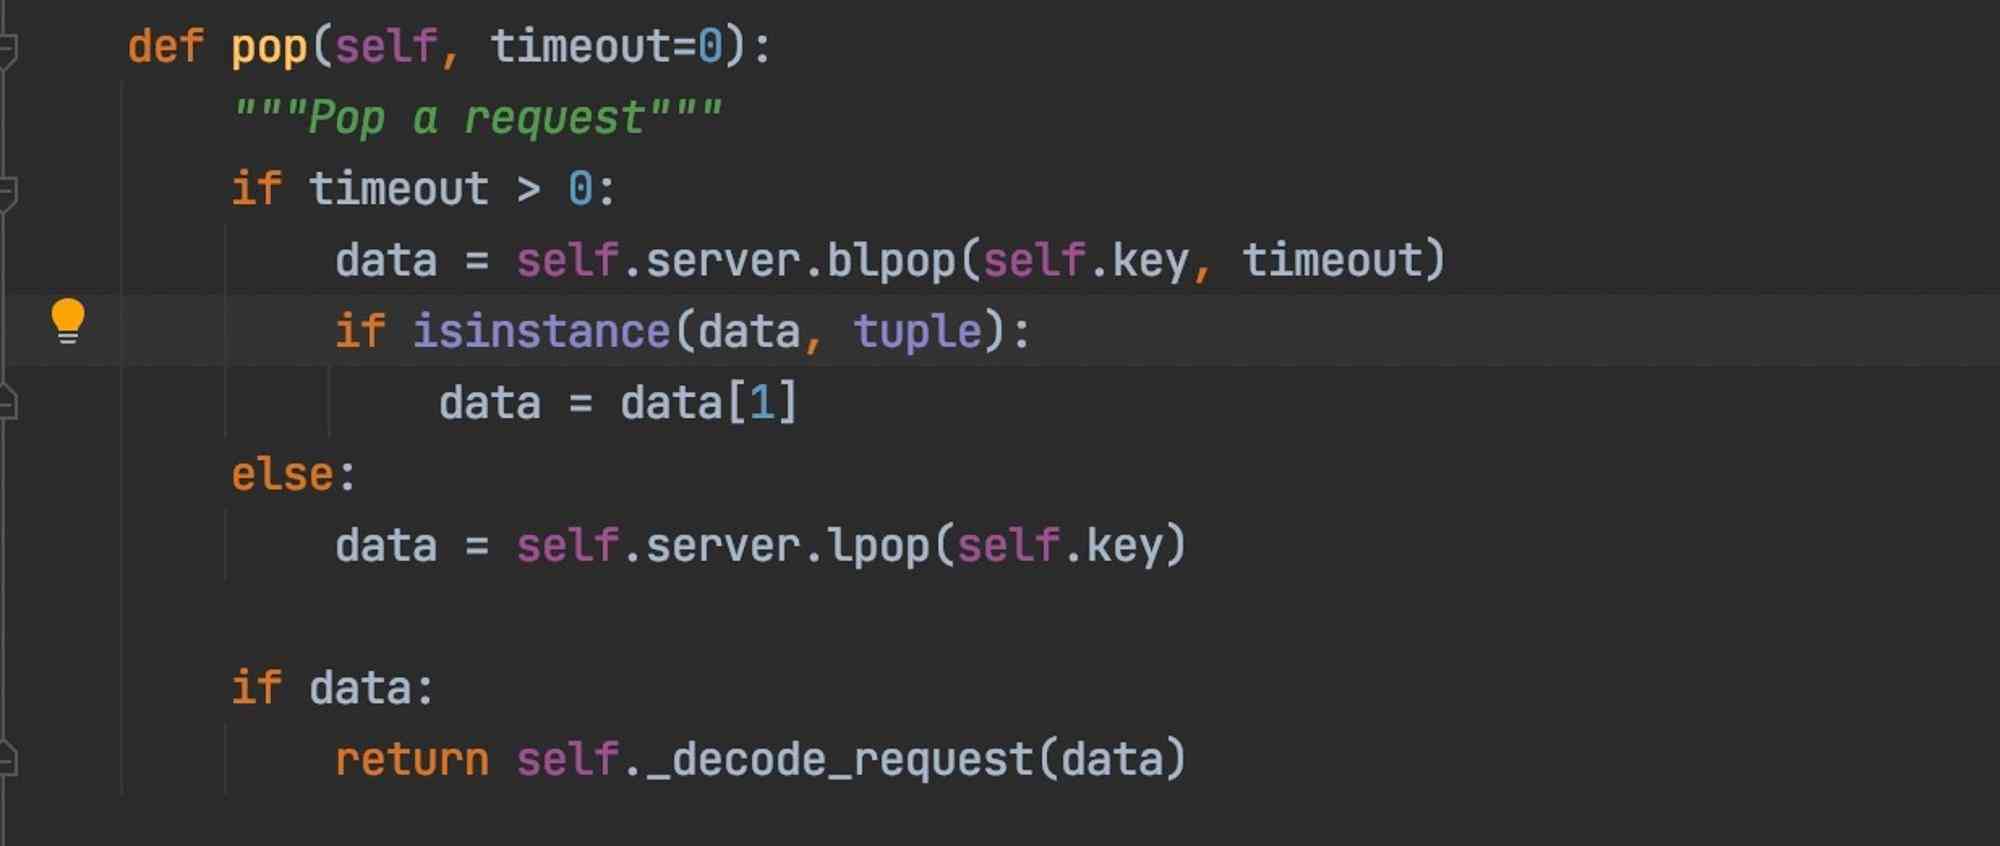 def pop(self, timeout=0):
    """Pop a request"""
    if timeout > 0:
        data = self.server.blpop(self.key, timeout)
        if isinstance(data, tuple):
            data = data[1]
    else:
        data = self.server.lpop(self.key)

    if data:
        return self._decode_request(data)